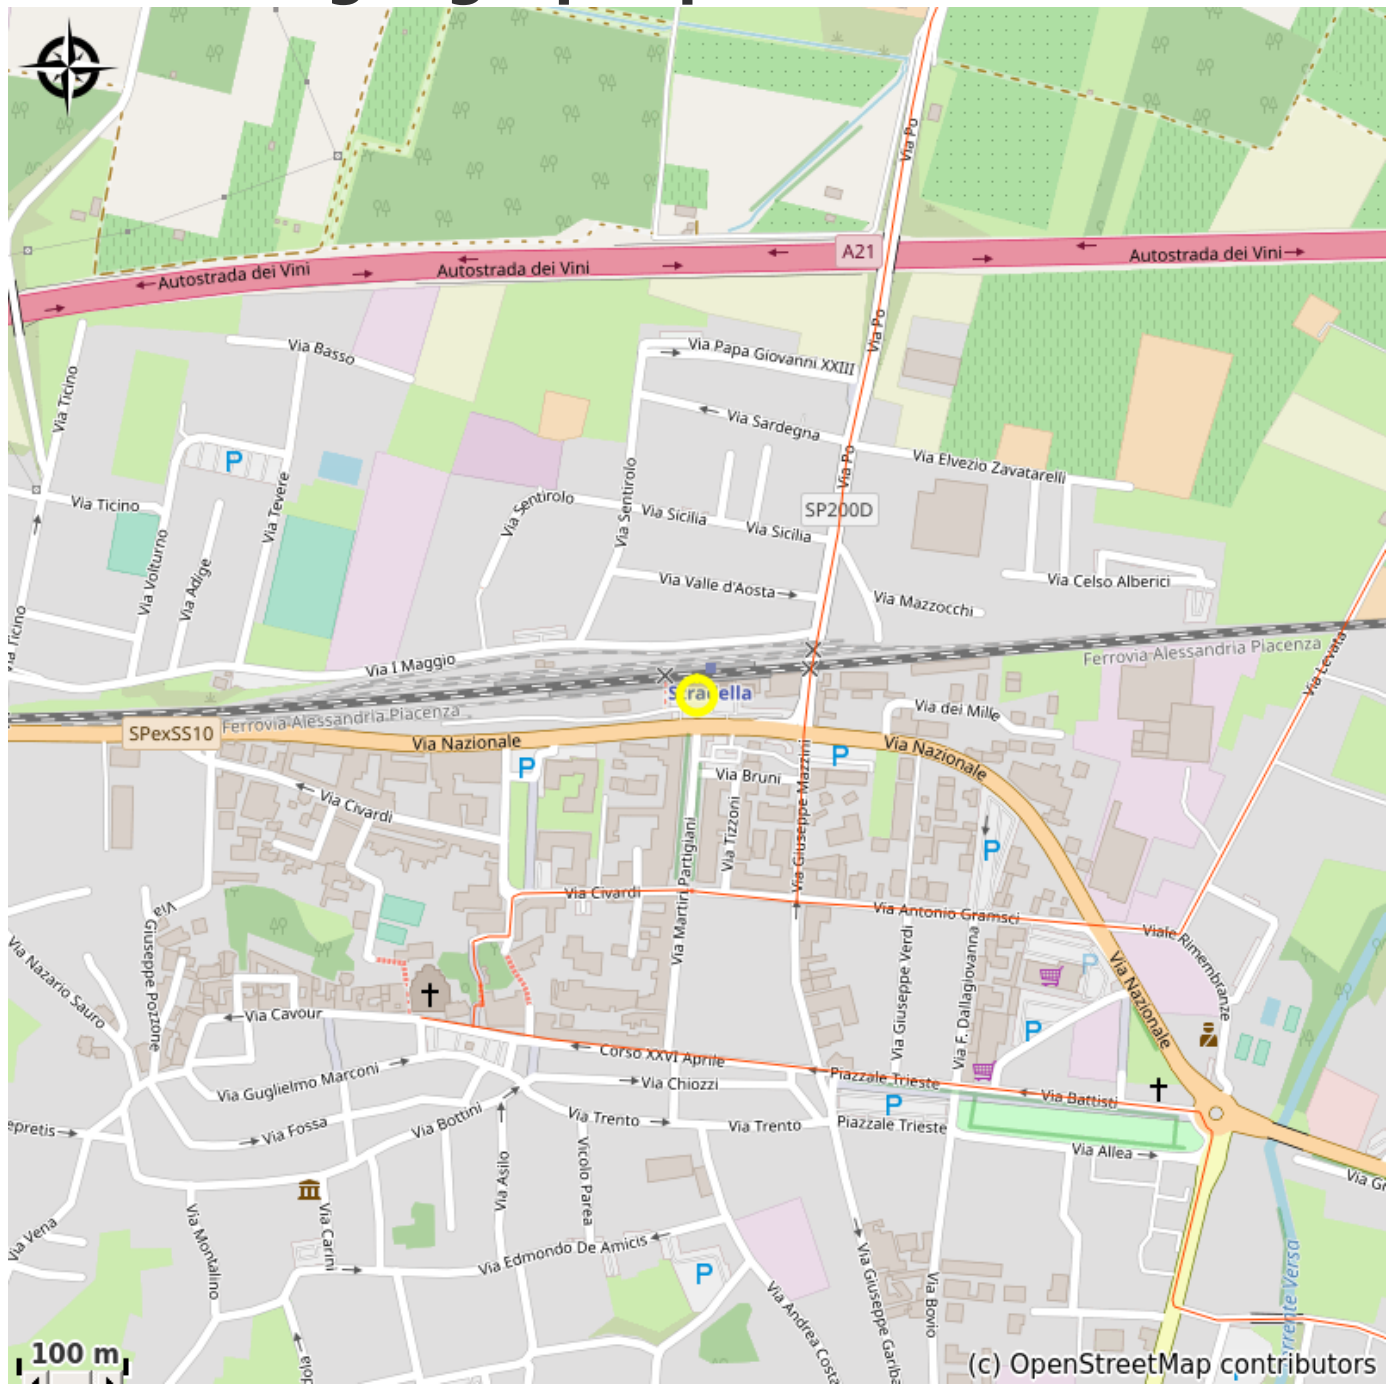 Via Po
A21
Autostrada dei Vini
Autostrada dei Vini
Autostrada dei Vini
Via Po
Via Basso
Via Papa Giovanni XXIII
Via Ticino
Via Sardegna
Via Po
Via Elvezio Zavatarelli
P
Via Sentirolo
Via Sentirolo
Via Tevere
Via Ticino
Via Sicilia
Via Sicilia
SP200D
Via Volturno
Via Adige
Via Valle d'Aosta
Via Celso Alberici
Via Mazzocchi
Via I Maggio
Ferrovia Alessandria Piacenza
Via Levata
Stradella
Ferrovia Alessandria Piacenza
SPexSS10
Via dei Mille
Via Nazionale
Via Nazionale
P
P
Via Bruni
Via Civardi
Via Tizzoni
Via Giuseppe Mazzini
P
Via Martiri Partigiani
Via Civardi
Via Antonio Gramsci
Viale Rimembranze
Via
Giuseppe Pozzone
Via Nazario Sauro
Via Giuseppe Verdi
Via F. Dallagiovanna
P
Via Nazionale
Via Cavour
P
Corso XXVI Aprile
Via Guglielmo Marconi
Via Chiozzi
Piazzale Trieste
Via Battisti
P
epretis
Via Fossa
Via Bottini
Via Trento
Via Trento
Piazzale Trieste
Via Allea
Via Asilo
Vicolo Parea
Via Gr
Via Vena
Via Montalino
Via Carini
Via Edmondo De Amicis
P
Via Andrea Costa
Via Giuseppe Gariba
Via Bovio
rrente Versa
100 m
(c) OpenStreetMap contributors